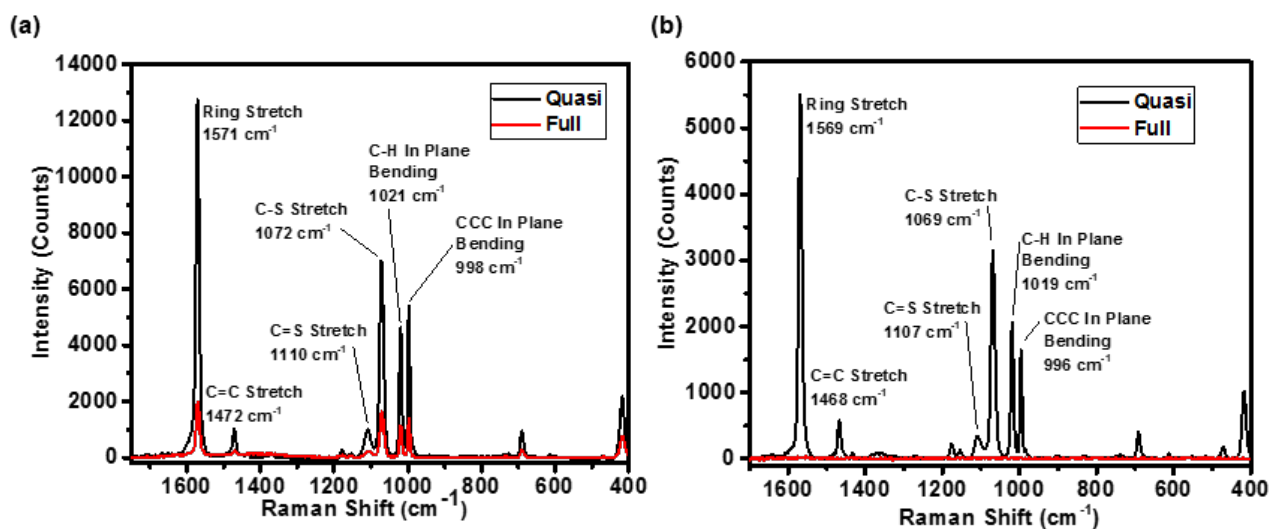 (a)
14000
12000
10000
8000
6000
4000
2000
0
Intensity (Counts)
1600
1400
1200
1000
800
600
400
Raman Shift (cm⁻¹)
Quasi
Full
Ring Stretch
1571 cm⁻¹
C=C Stretch
1472 cm⁻¹
C=S Stretch
1110 cm⁻¹
C-S Stretch
1072 cm⁻¹
C-H In Plane
Bending
1021 cm⁻¹
CCC In Plane
Bending
998 cm⁻¹
(b)
6000
5000
4000
3000
2000
1000
0
Intensity (Counts)
1600
1400
1200
1000
800
600
400
Raman Shift (cm⁻¹)
Quasi
Full
Ring Stretch
1569 cm⁻¹
C=C Stretch
1468 cm⁻¹
C=S Stretch
1107 cm⁻¹
C-S Stretch
1069 cm⁻¹
C-H In Plane
Bending
1019 cm⁻¹
CCC In Plane
Bending
996 cm⁻¹